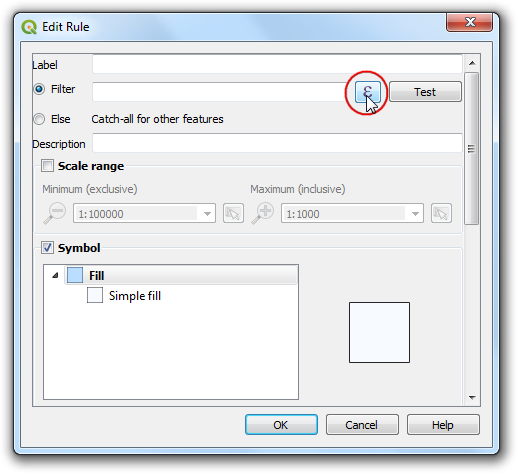 Edit Rule
Label
Filter ε Test
Else Catch-all for other features
Description
Scale range
Minimum (exclusive) Maximum (inclusive)
1:100000 1:1000
Symbol
Fill
Simple fill
OK Cancel Help